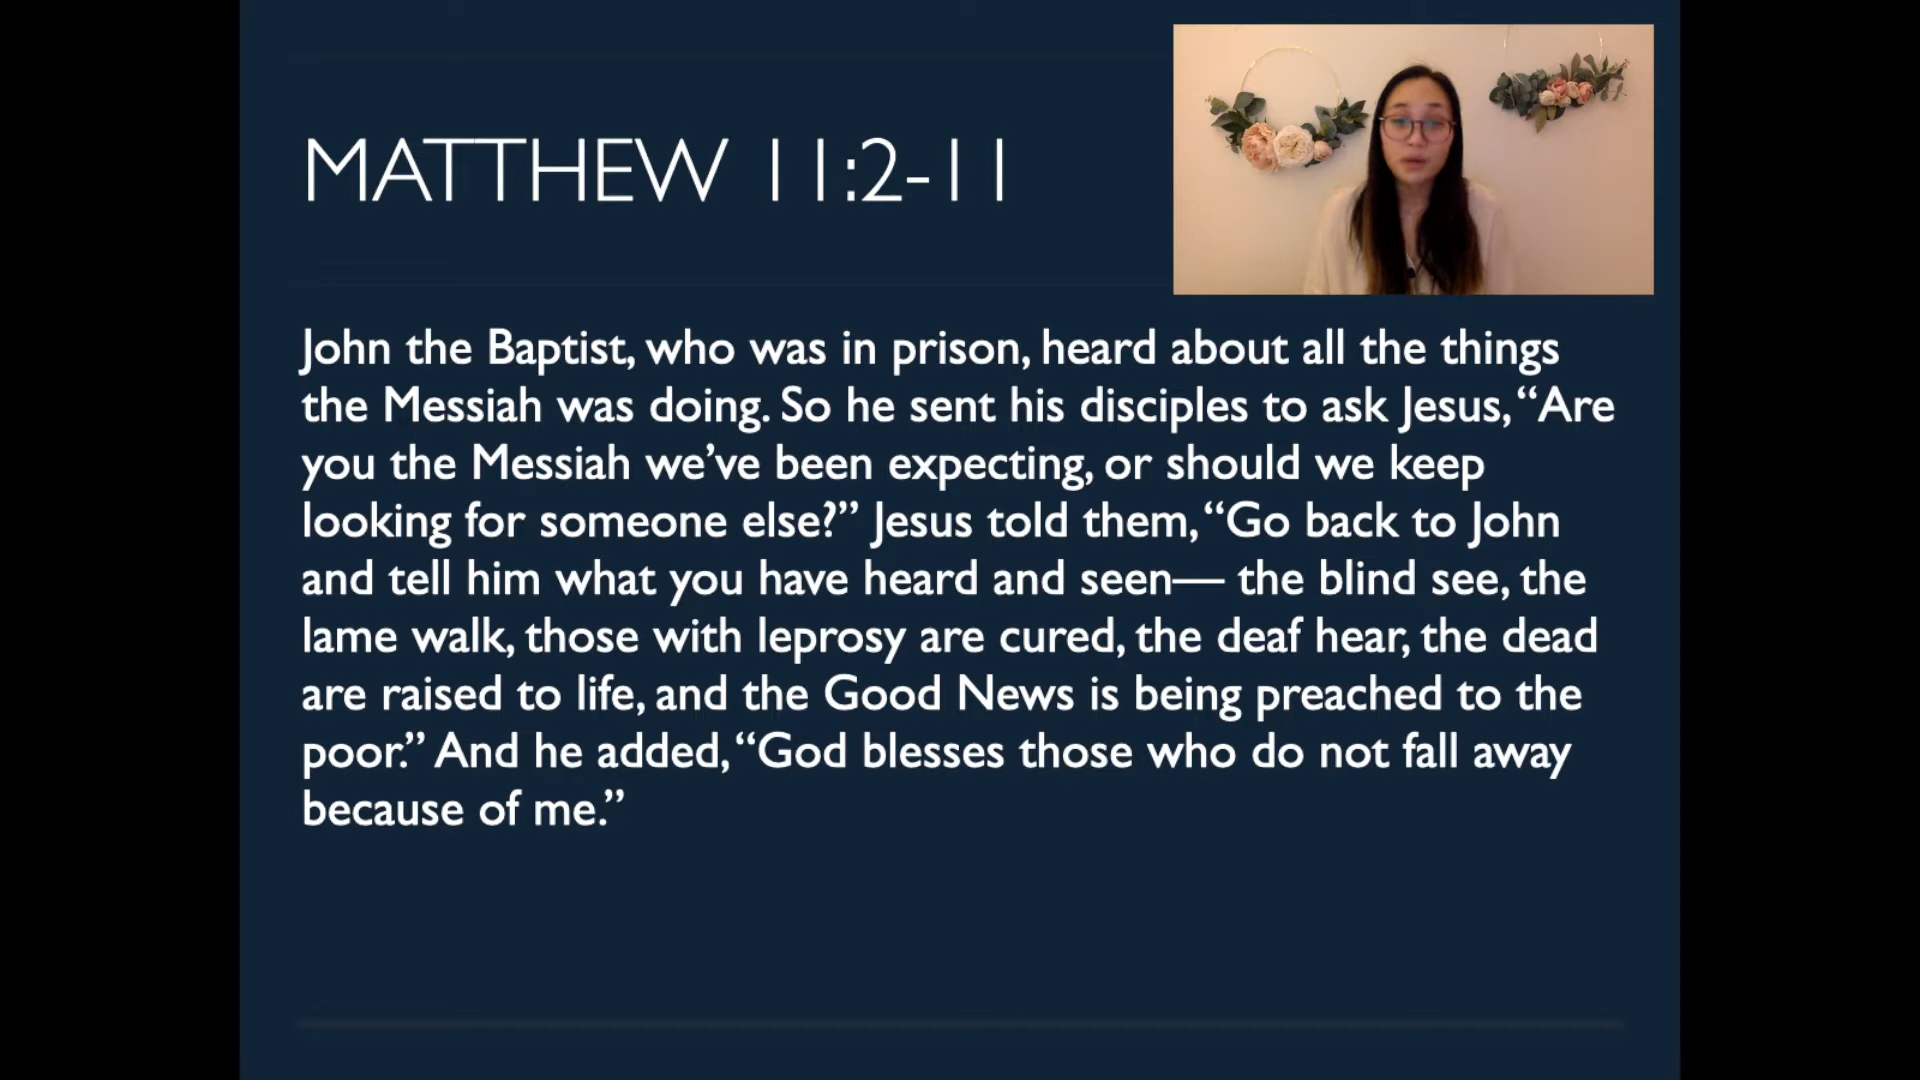 MATTHEW 11:2-11
John the Baptist, who was in prison, heard about all the things
the Messiah was doing. So he sent his disciples to ask Jesus, “Are
you the Messiah we’ve been expecting, or should we keep
looking for someone else?” Jesus told them, “Go back to John
and tell him what you have heard and seen— the blind see, the
lame walk, those with leprosy are cured, the deaf hear, the dead
are raised to life, and the Good News is being preached to the
poor.” And he added, “God blesses those who do not fall away
because of me.”